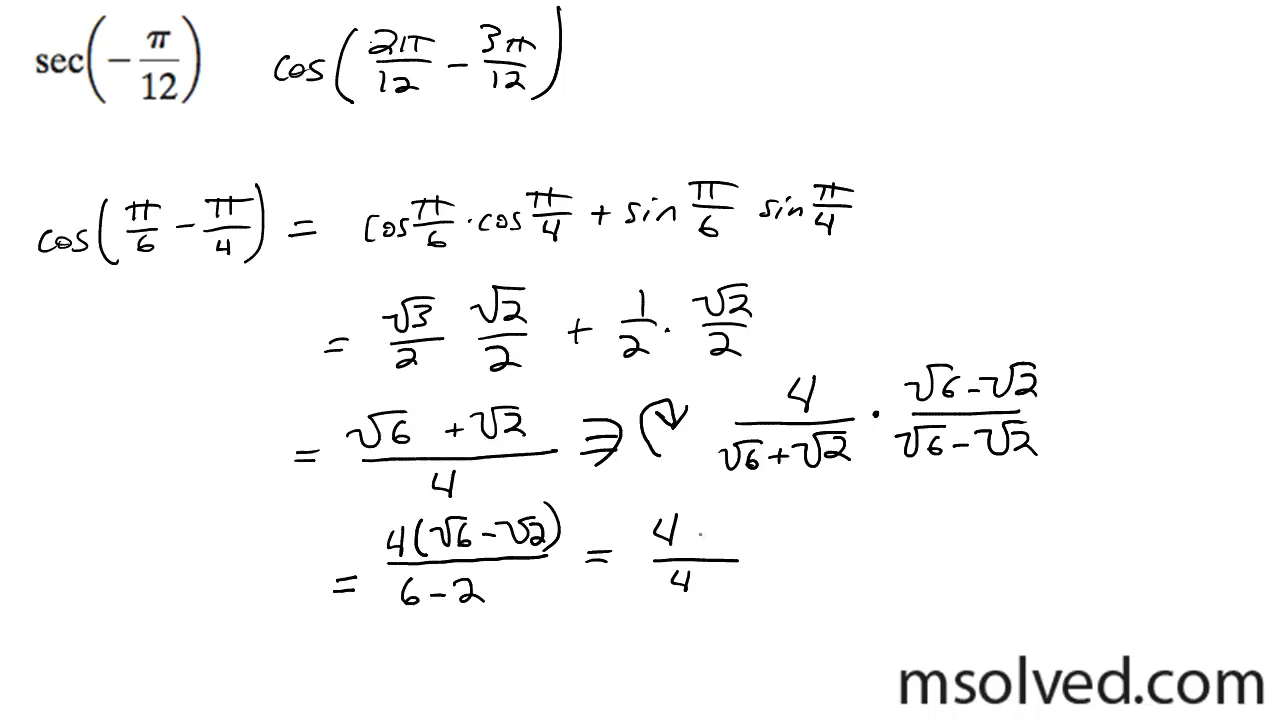 sec(−π/12) cos(2π/12 − 3π/12)
cos(π/6 − π/4) = cos π/6 · cos π/4 + sin π/6 sin π/4
= √3/2 √2/2 + 1/2 · √2/2
= (√6 + √2)/4 ⇒ ↷ 4/(√6 + √2) · (√6 − √2)/(√6 − √2)
= 4(√6 − √2)/(6 − 2) = 4/4
msolved.com